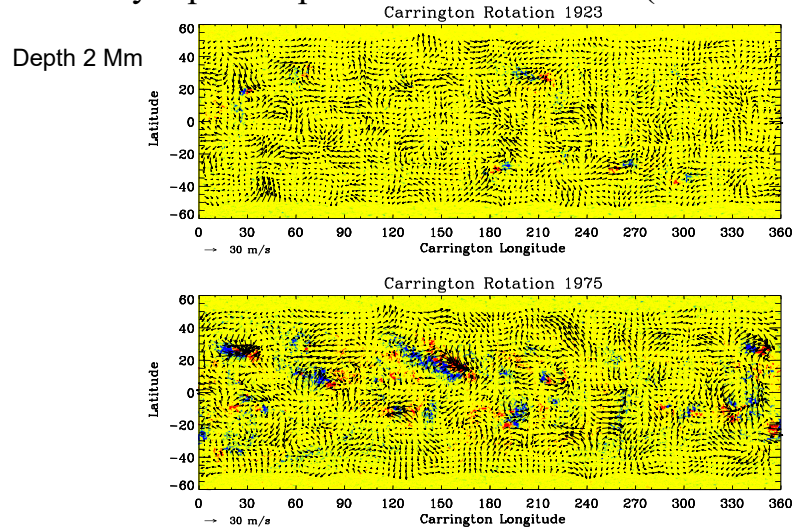 Carrington Rotation 1923
Depth 2 Mm
60
40
20
0
−20
−40
−60
Latitude
0 30 60 90 120 150 180 210 240 270 300 330 360
→ 30 m/s
Carrington Longitude
Carrington Rotation 1975
60
40
20
0
−20
−40
−60
Latitude
0 30 60 90 120 150 180 210 240 270 300 330 360
→ 30 m/s
Carrington Longitude